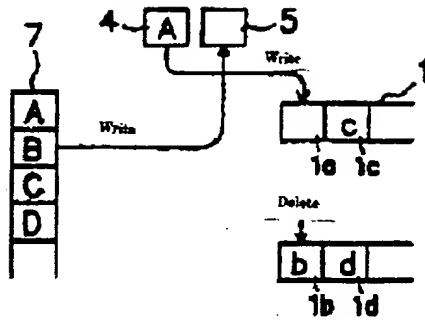 4 A 5
7
Write 1
A
B Write
C c
1a 1c
D
Delete
b d
1b 1d